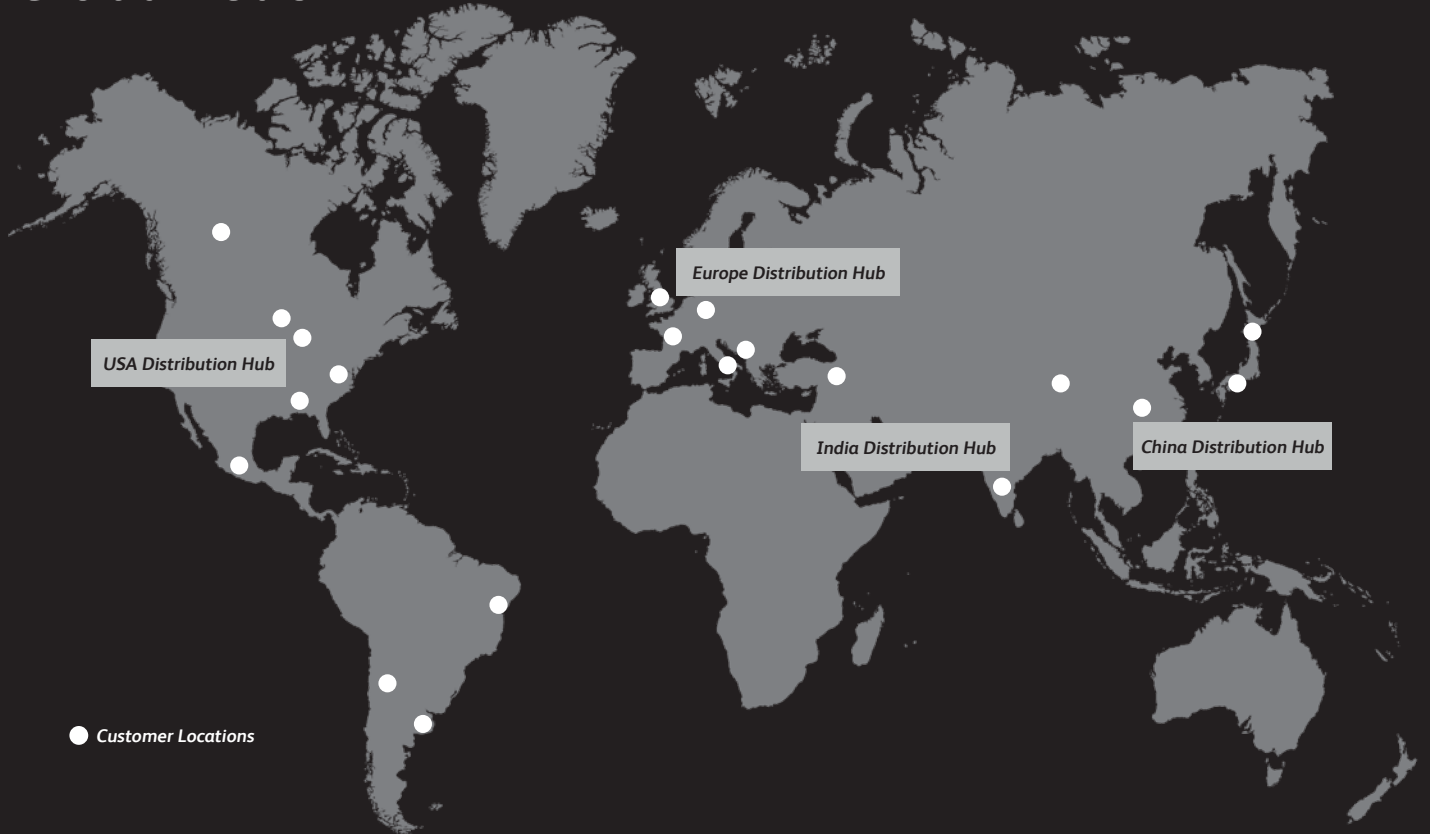 Europe Distribution Hub
USA Distribution Hub
India Distribution Hub
China Distribution Hub
Customer Locations